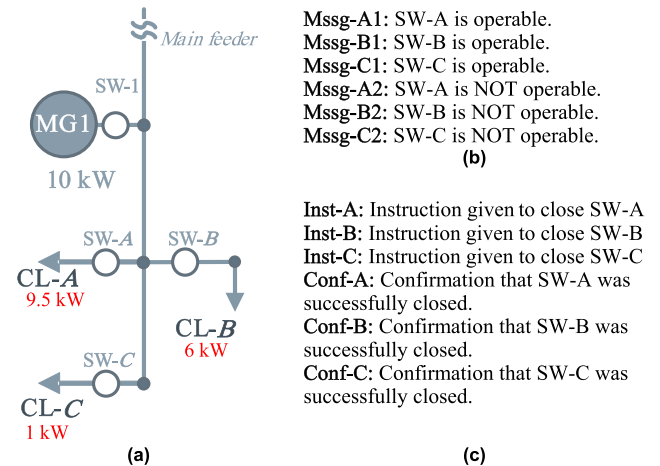 Main feeder
SW-1
MG1
10 kW
SW-A
SW-B
CL-A
9.5 kW
CL-B
6 kW
SW-C
CL-C
1 kW
(a)
Mssg-A1: SW-A is operable.
Mssg-B1: SW-B is operable.
Mssg-C1: SW-C is operable.
Mssg-A2: SW-A is NOT operable.
Mssg-B2: SW-B is NOT operable.
Mssg-C2: SW-C is NOT operable.
(b)
Inst-A: Instruction given to close SW-A
Inst-B: Instruction given to close SW-B
Inst-C: Instruction given to close SW-C
Conf-A: Confirmation that SW-A was
successfully closed.
Conf-B: Confirmation that SW-B was
successfully closed.
Conf-C: Confirmation that SW-C was
successfully closed.
(c)